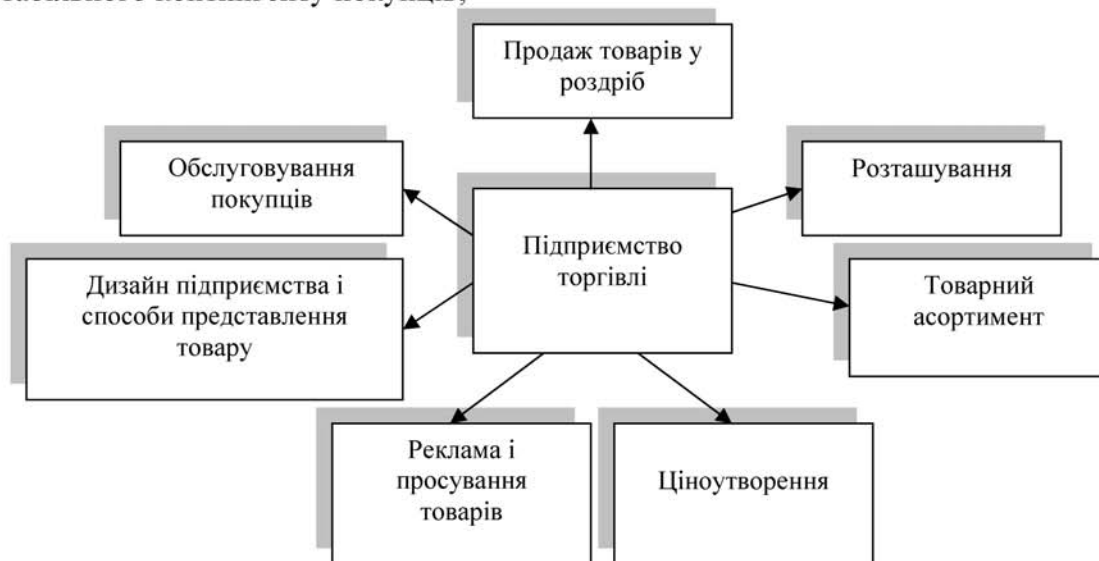 покупців,
Продаж товарів у
роздріб
Обслуговування
покупців
Розташування
Підприємство
торгівлі
Дизайн підприємства і
способи представлення
товару
Товарний
асортимент
Реклама і
просування
товарів
Ціноутворення